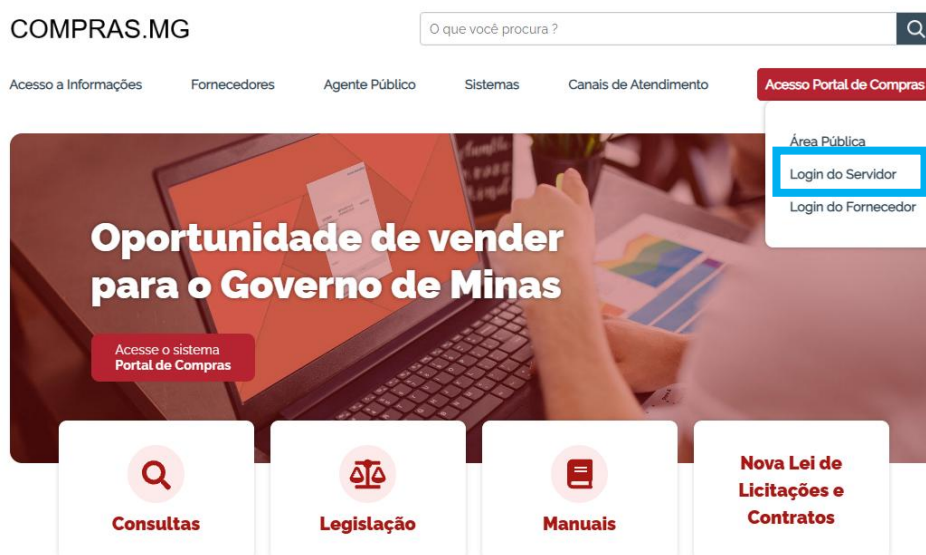 COMPRAS.MG
O que você procura ?
Acesso a Informações
Fornecedores
Agente Público
Sistemas
Canais de Atendimento
Acesso Portal de Compras
Área Pública
Login do Servidor
Login do Fornecedor
Oportunidade de vender
para o Governo de Minas
Acesse o sistema
Portal de Compras
Consultas
Legislação
Manuais
Nova Lei de
Licitações e
Contratos